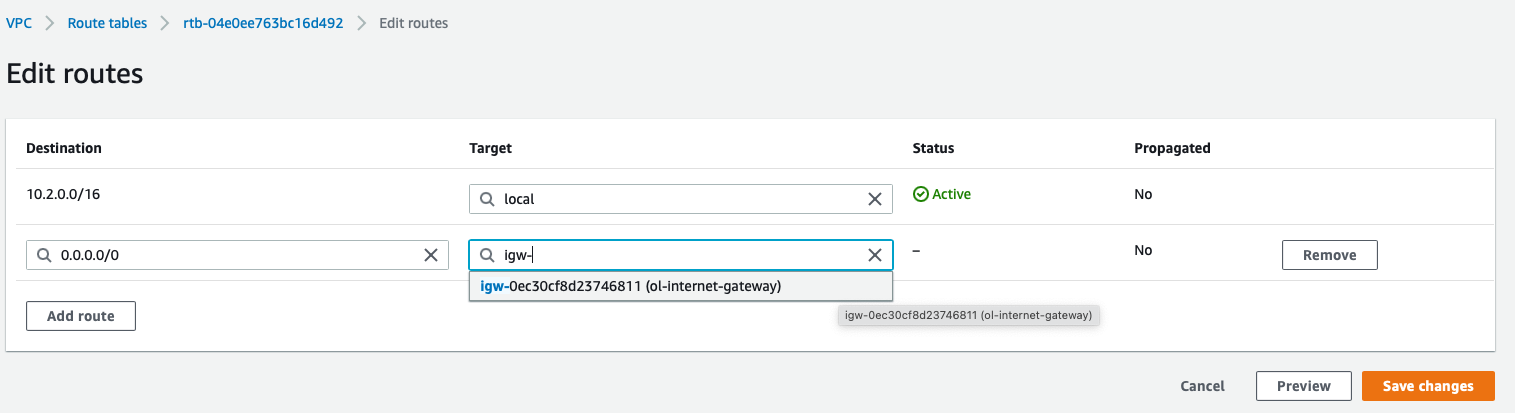 VPC > Route tables > rtb-04e0ee763bc16d492 > Edit routes
Edit routes
Destination Target Status Propagated
10.2.0.0/16 local Active No
0.0.0.0/0 igw- – No Remove
igw-0ec30cf8d23746811 (ol-internet-gateway)
Add route igw-0ec30cf8d23746811 (ol-internet-gateway)
Cancel Preview Save changes